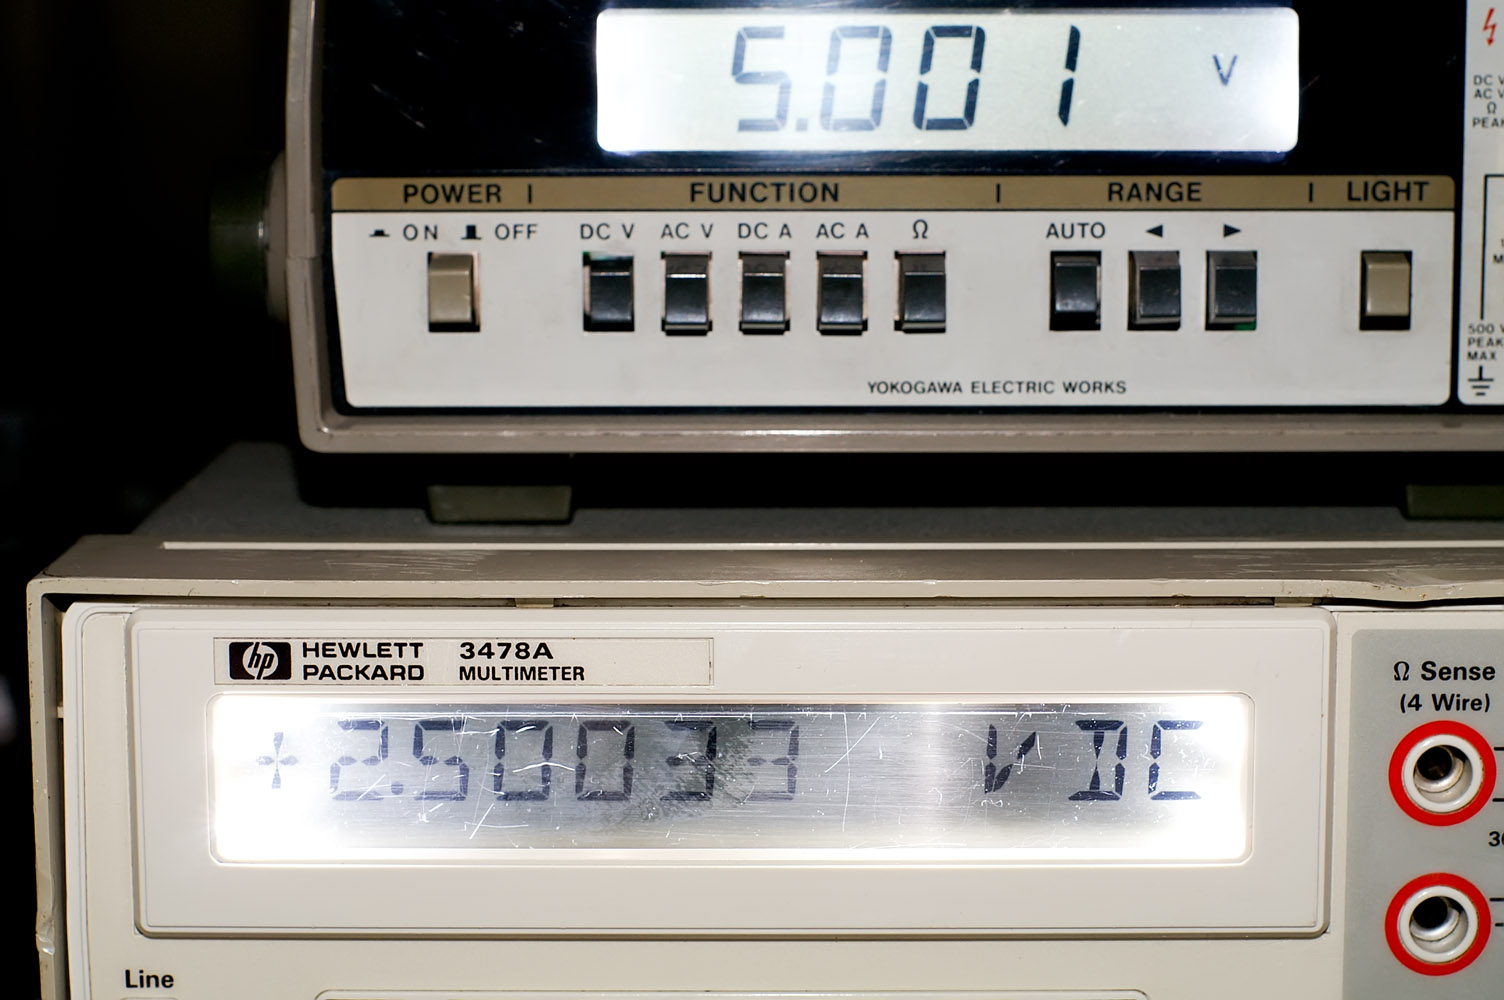 5.001 V
POWER FUNCTION RANGE LIGHT
ON OFF DC V AC V DC A AC A Ω AUTO ◄ ►
YOKOGAWA ELECTRIC WORKS
DC V
AC V
Ω
PEAK
500 V
PEAK
MAX
hp HEWLETT PACKARD
3478A
MULTIMETER
+2.50033 V DC
Ω Sense
(4 Wire)
Line